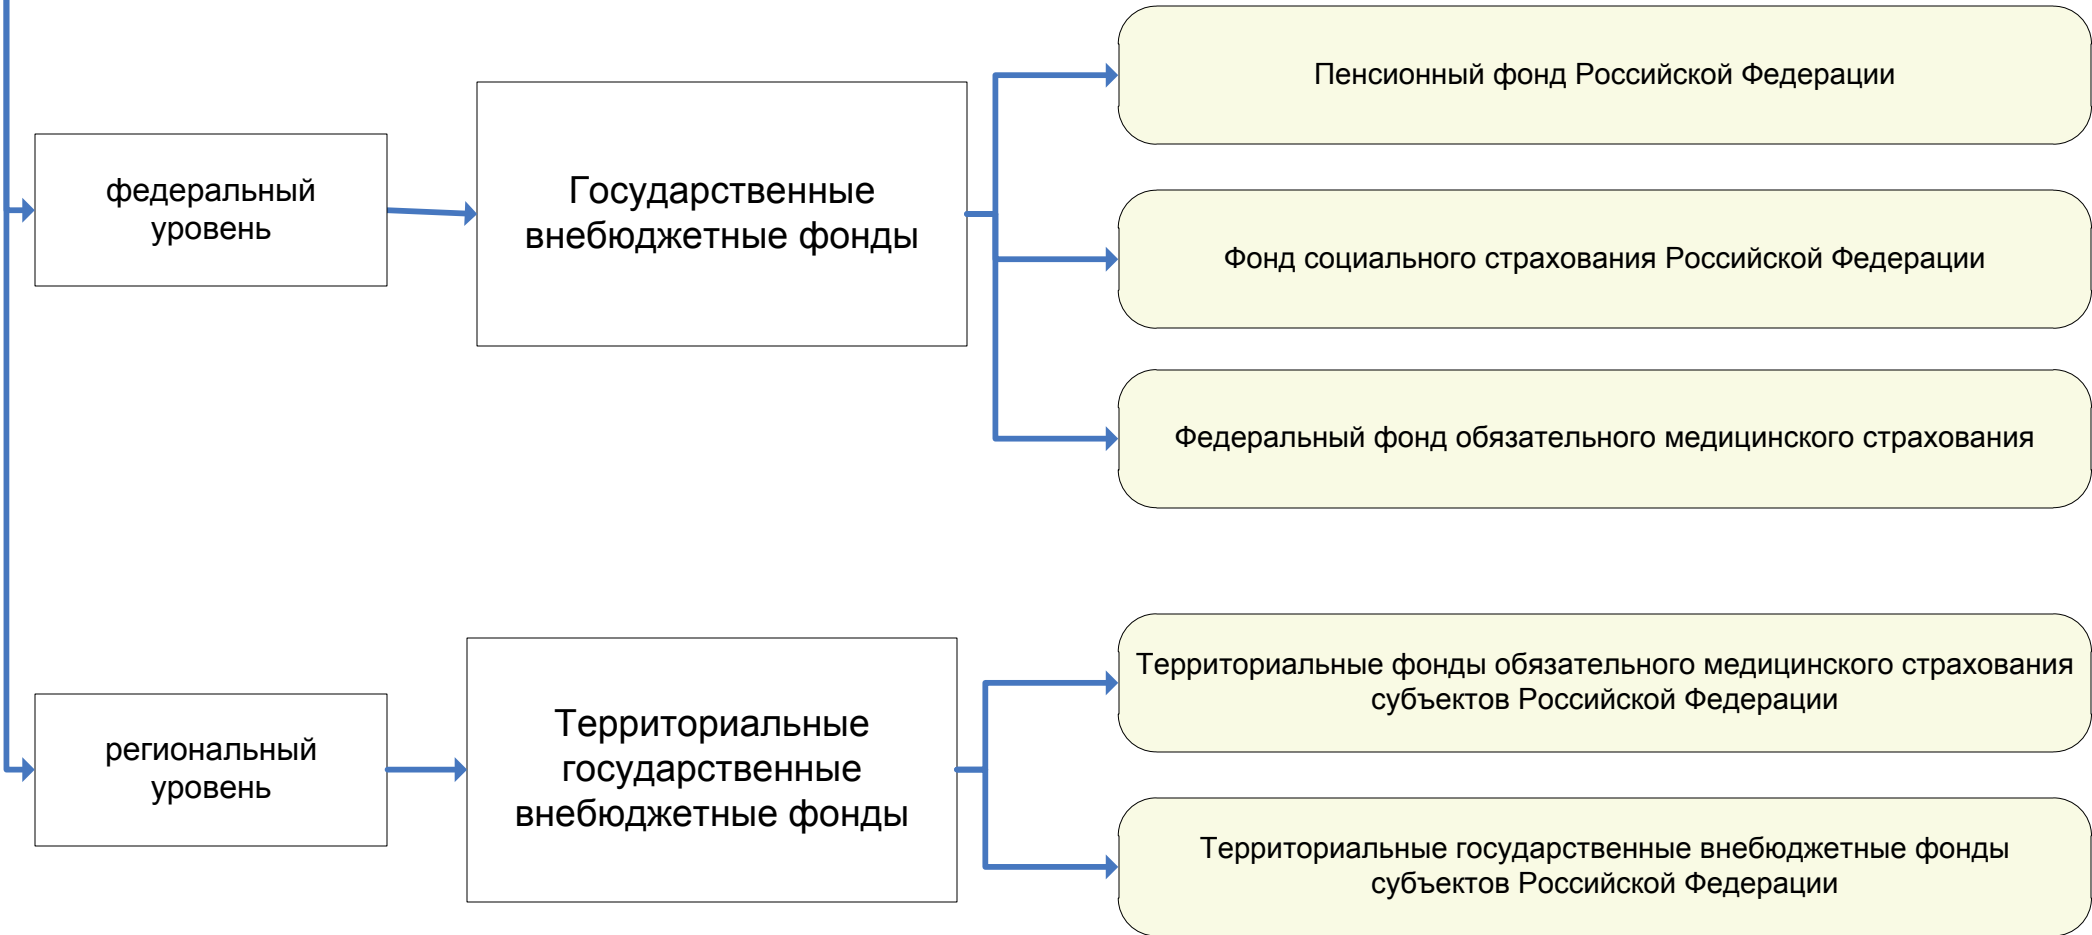 Пенсионный фонд Российской Федерации
федеральный
уровень
Государственные
внебюджетные фонды
Фонд социального страхования Российской Федерации
Федеральный фонд обязательного медицинского страхования
региональный
уровень
Территориальные
государственные
внебюджетные фонды
Территориальные фонды обязательного медицинского страхования
субъектов Российской Федерации
Территориальные государственные внебюджетные фонды
субъектов Российской Федерации